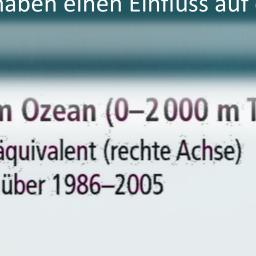 haben einen Einfluss auf
m Ozean (0–2 000 m T
äquivalent (rechte Achse)
über 1986–2005